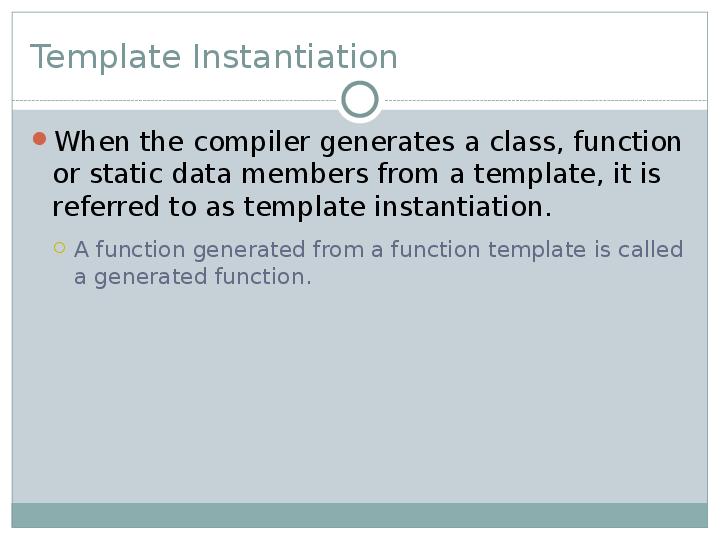 Template Instantiation
When the compiler generates a class, function
or static data members from a template, it is
referred to as template instantiation.
A function generated from a function template is called
a generated function.